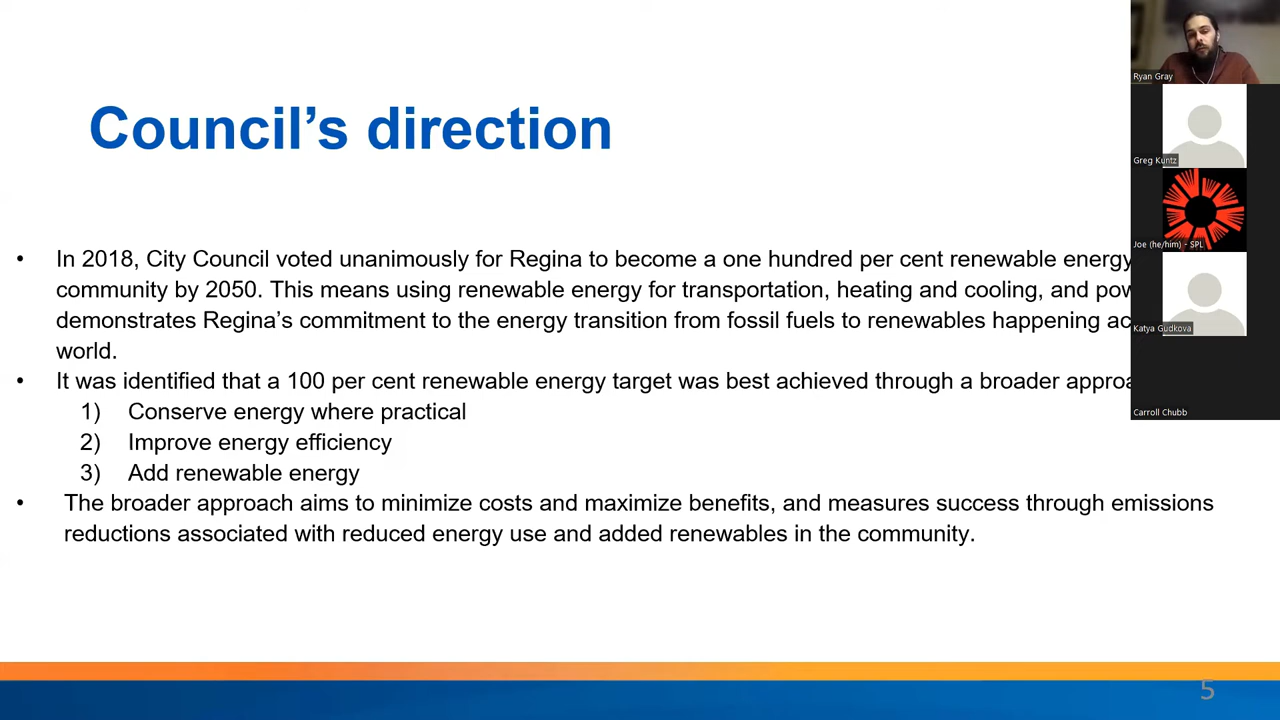 Council’s direction
• In 2018, City Council voted unanimously for Regina to become a one hundred per cent renewable energy
community by 2050. This means using renewable energy for transportation, heating and cooling, and
demonstrates Regina’s commitment to the energy transition from fossil fuels to renewables happening
world.
• It was identified that a 100 per cent renewable energy target was best achieved through a broader
1) Conserve energy where practical
2) Improve energy efficiency
3) Add renewable energy
• The broader approach aims to minimize costs and maximize benefits, and measures success through emissions
reductions associated with reduced energy use and added renewables in the community.
5
Ryan Gray
Greg Kuntz
Joe (he/him) - SPL
Katya Gudkova
Carroll Chubb